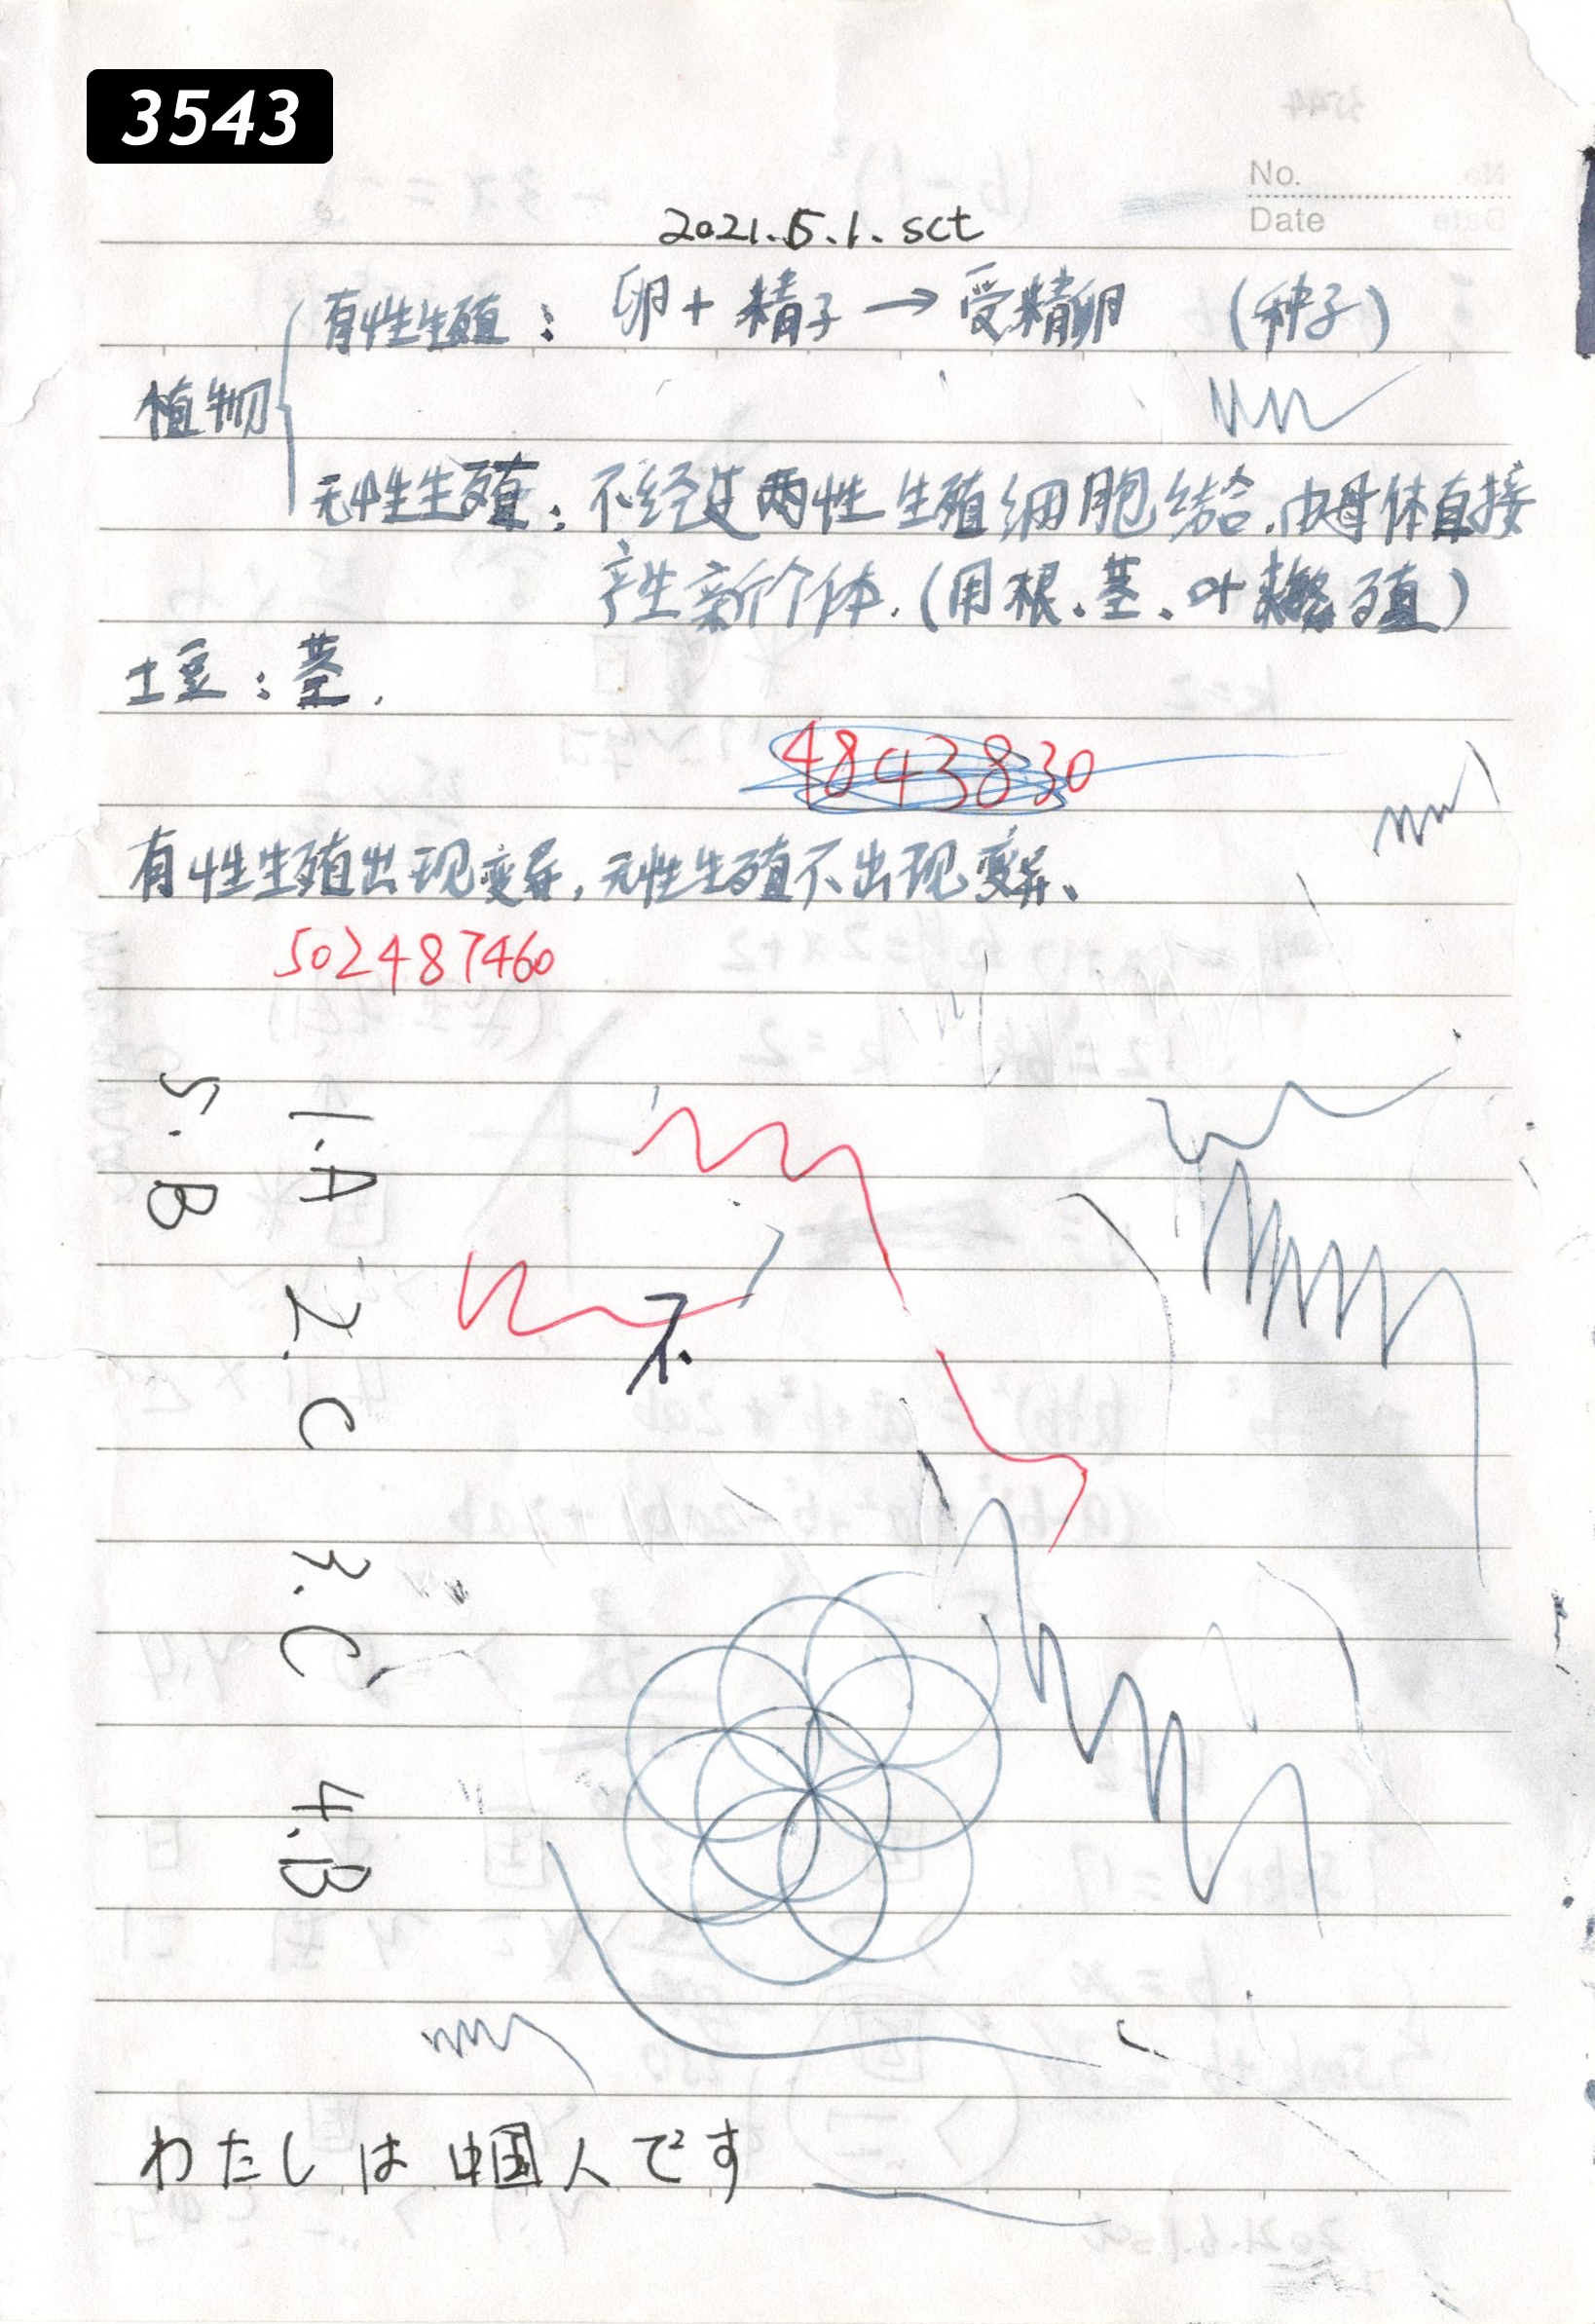 3543
No.
Date
2021.5.1. sct
植物
有性生殖: 卵+精子→受精卵 (种子)
无性生殖: 不经过两性生殖细胞结合.由母体直接
产生新个体.(用根、茎、叶来繁殖)
土豆:茎.
4843830
有性生殖出现变异,无性生殖不出现变异、
502487460
1.A 2.C 3.C 4.B
5.B
不
わたしは中国人です